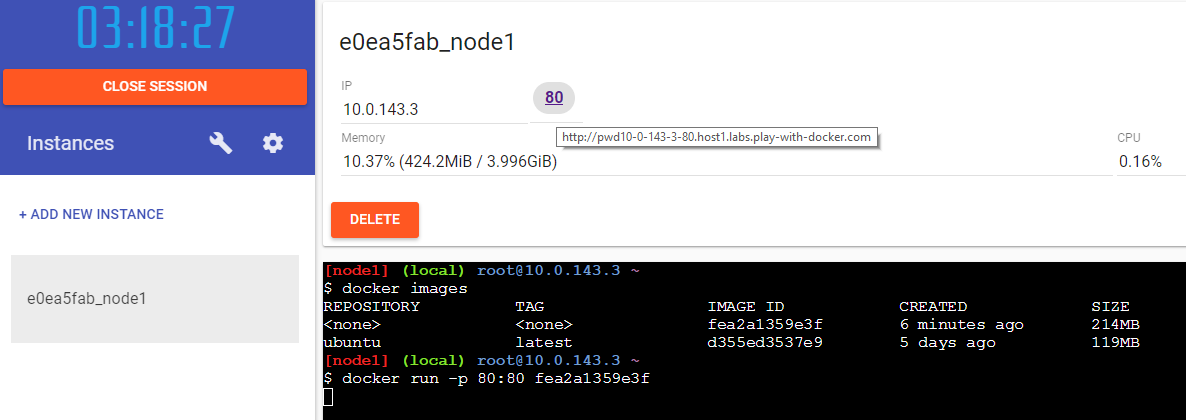 03:18:27
CLOSE SESSION
Instances
+ ADD NEW INSTANCE
e0ea5fab_node1
e0ea5fab_node1
IP
10.0.143.3
80
http://pwd10-0-143-3-80.host1.labs.play-with-docker.com
Memory
10.37% (424.2MiB / 3.996GiB)
CPU
0.16%
DELETE
[node1] (local) root@10.0.143.3 ~
$ docker images
REPOSITORY TAG IMAGE ID CREATED SIZE
<none> <none> fea2a1359e3f 6 minutes ago 214MB
ubuntu latest d355ed3537e9 5 days ago 119MB
[node1] (local) root@10.0.143.3 ~
$ docker run -p 80:80 fea2a1359e3f